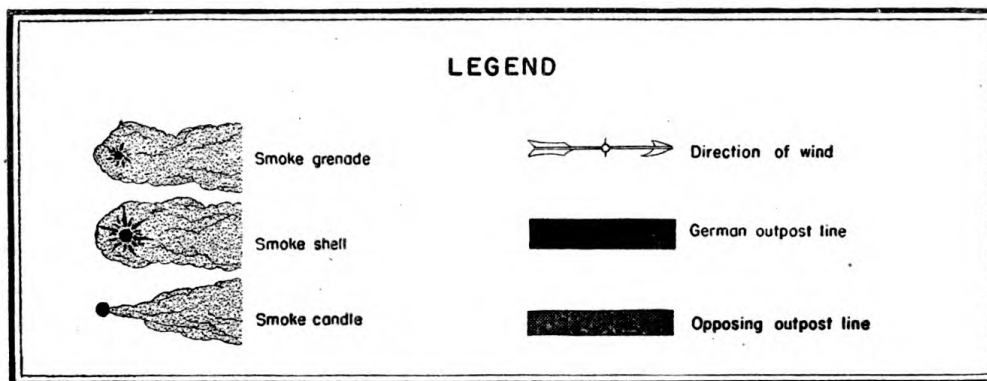 LEGEND
Smoke grenade
Smoke shell
Smoke candle
Direction of wind
German outpost line
Opposing outpost line